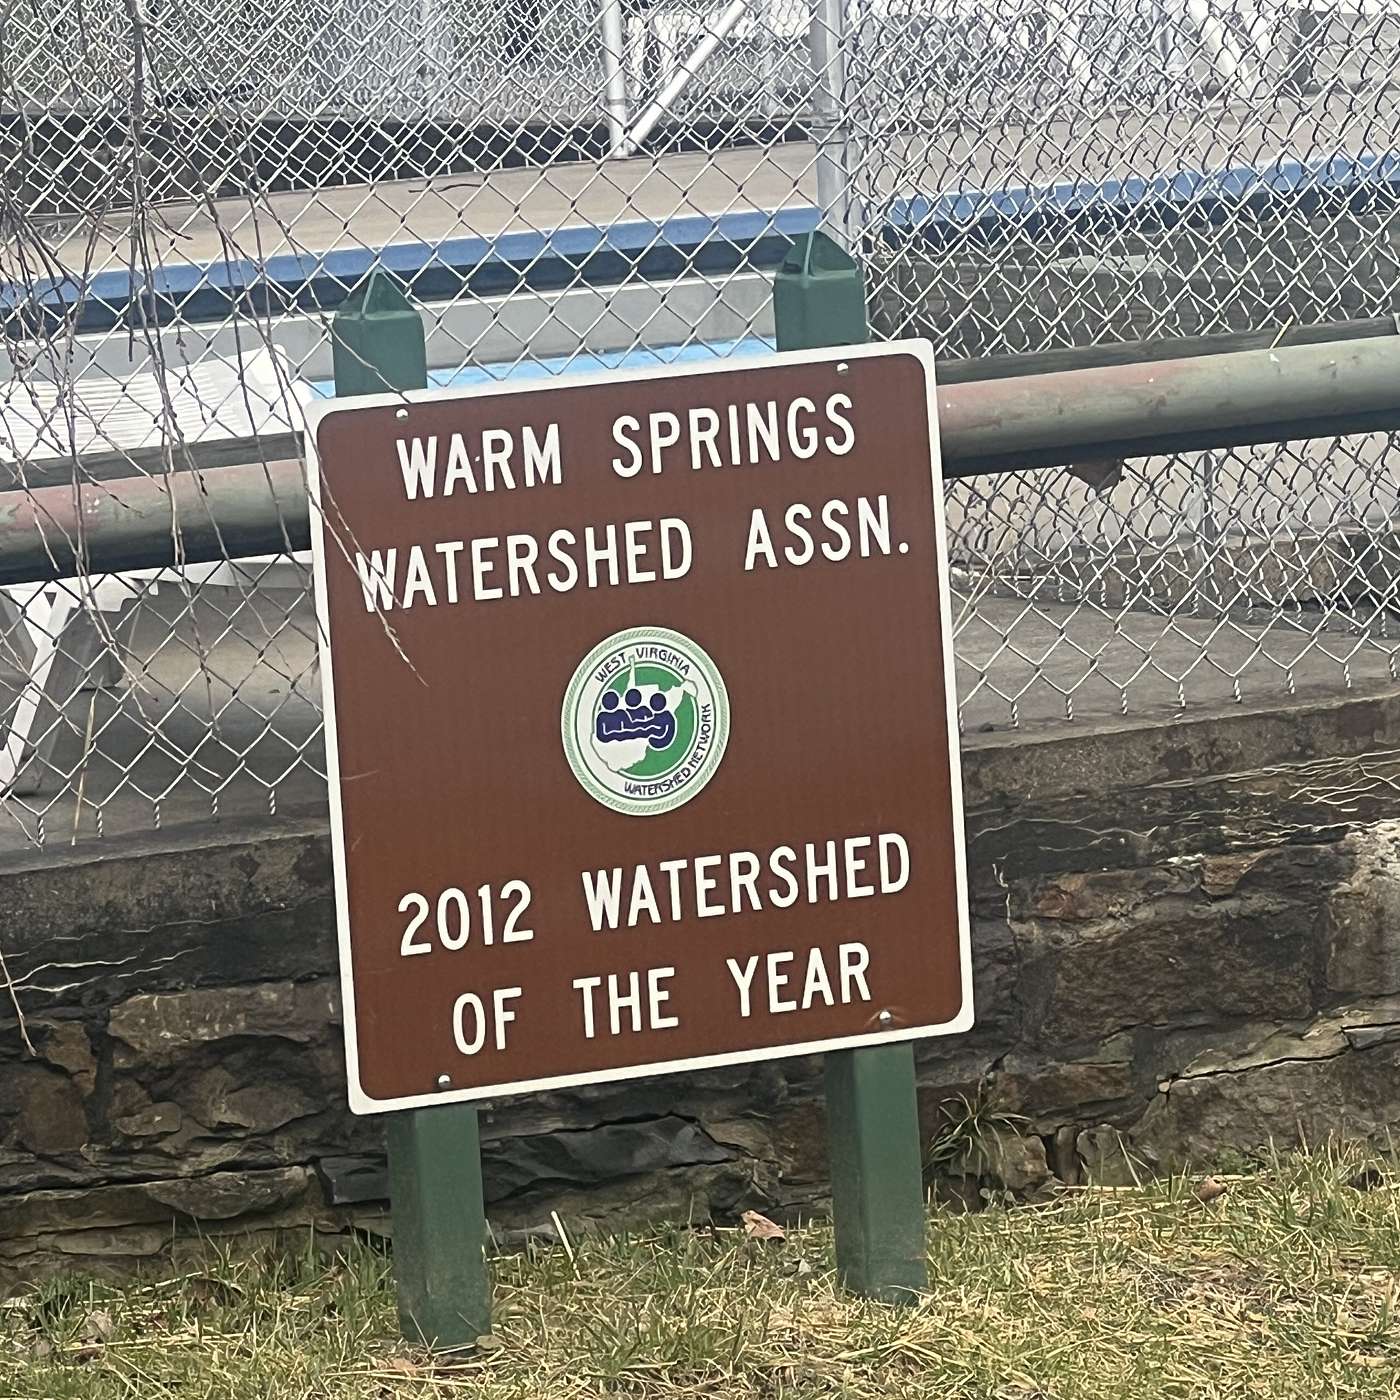 WARM SPRINGS
WATERSHED ASSN.
WEST VIRGINIA
WATERSHED NETWORK
2012 WATERSHED
OF THE YEAR